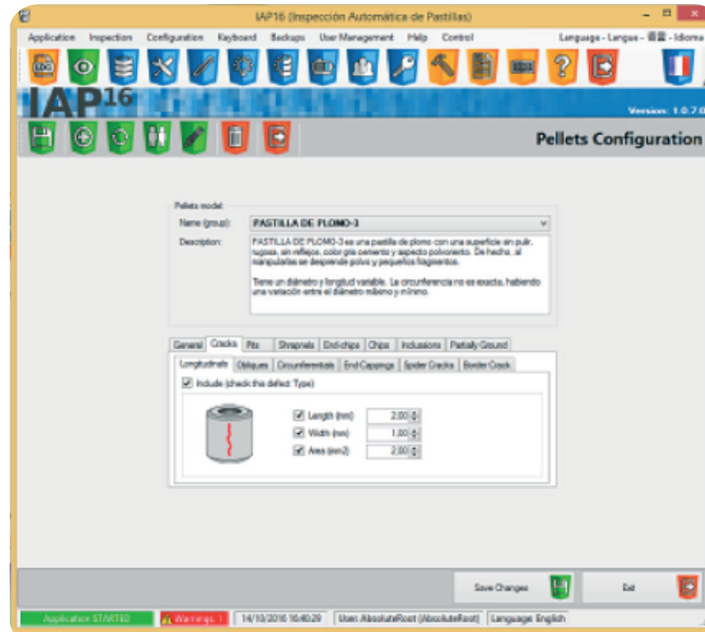 IAP16 (Inspección Automática de Pastillas)
Application Inspection Configuration Keyboard Backups User Management Help Control Language - Langue - 语言 - Idioma
IAP16
Version: 1.0.7.0
Pellets Configuration
Pellets model:
Name (group): PASTILLA DE PLOMO-3
Description: PASTILLA DE PLOMO-3 es una pastilla de plomo con una superficie sin pulir,
rugosa, sin reflejos, color gris cemento y aspecto polvoriento. De hecho, al
manipularlas se desprende polvo y pequeños fragmentos.
Tiene un diámetro y longitud variable. La circunferencia no es exacta, habiendo
una variación entre el diámetro máximo y mínimo.
General Cracks Pits Shrapnels End-chips Chips Inclussions Partially Ground
Longitudinals Obliques Circunferentials End Cappings Spider Cracks Border Crack
Include (check this defect Type)
Length (mm) 2,00
Width (mm) 1,00
Area (mm2) 2,00
Save Changes Exit
Application STARTED Warnings: 1 14/10/2016 16:40:29 User: AbsoluteRoot (AbsoluteRoot) Language: English